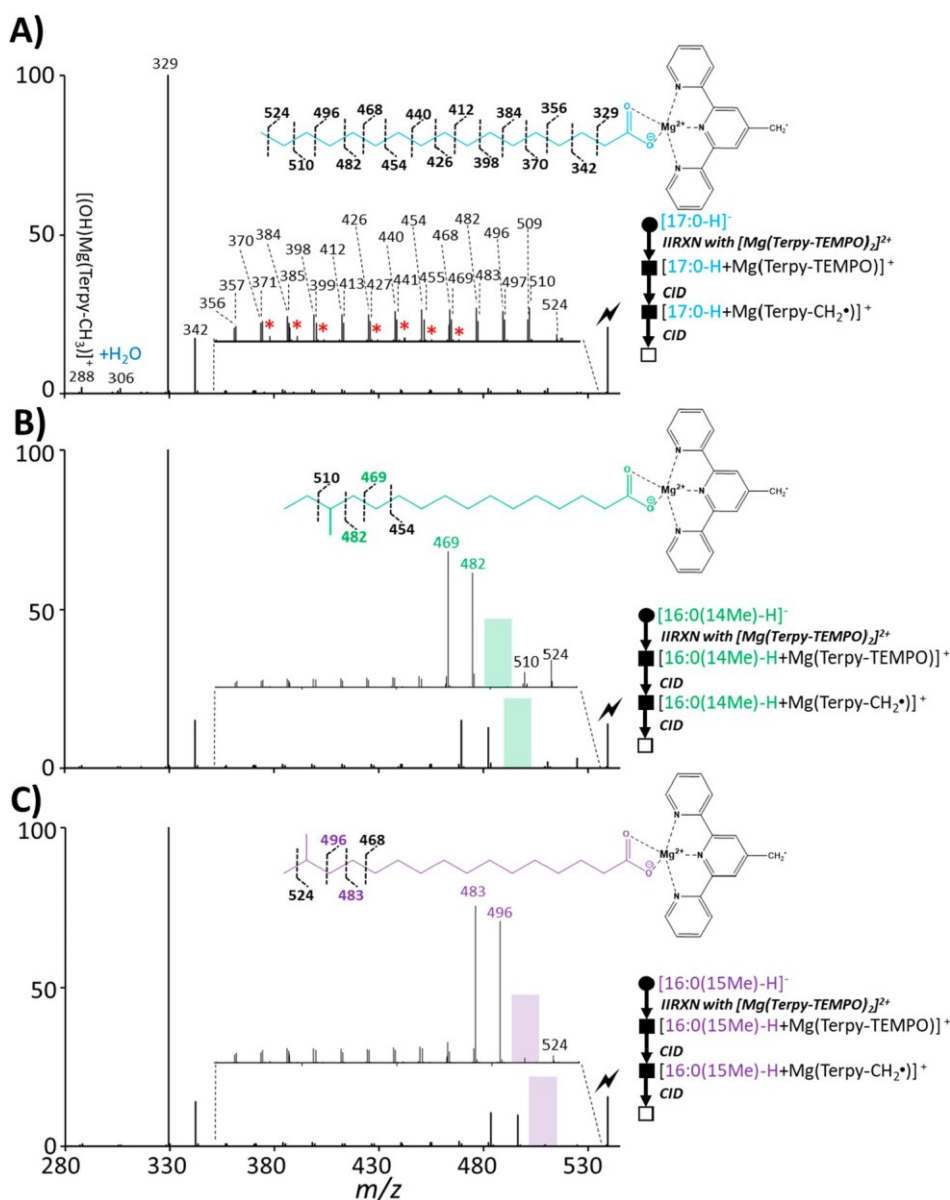 A)
100
50
0
329
[(OH)Mg(Terpy-CH₃)]⁺
+H₂O
288
306
342
524 496 468 440 412 384 356 329
510 482 454 426 398 370 342
O
O
⊖
Mg²⁺
N
N
N
CH₂•
426 454 482 509
384 440 468 496
370 398 412
371 385 399 413 427 441 455 469 483 497 510
356 357
524
* * * * * * *
[17:0-H]⁻
IIRXN with [Mg(Terpy-TEMPO)₂]²⁺
[17:0-H+Mg(Terpy-TEMPO)]⁺
CID
[17:0-H+Mg(Terpy-CH₂•)]⁺
CID
B)
100
50
0
510 469
482 454
O
O
⊖
Mg²⁺
N
N
N
CH₂•
469
482
510
524
[16:0(14Me)-H]⁻
IIRXN with [Mg(Terpy-TEMPO)₂]²⁺
[16:0(14Me)-H+Mg(Terpy-TEMPO)]⁺
CID
[16:0(14Me)-H+Mg(Terpy-CH₂•)]⁺
CID
C)
100
50
0
496 468
524 483
O
O
⊖
Mg²⁺
N
N
N
CH₂•
483
496
524
[16:0(15Me)-H]⁻
IIRXN with [Mg(Terpy-TEMPO)₂]²⁺
[16:0(15Me)-H+Mg(Terpy-TEMPO)]⁺
CID
[16:0(15Me)-H+Mg(Terpy-CH₂•)]⁺
CID
280 380 430 480 530
m/z